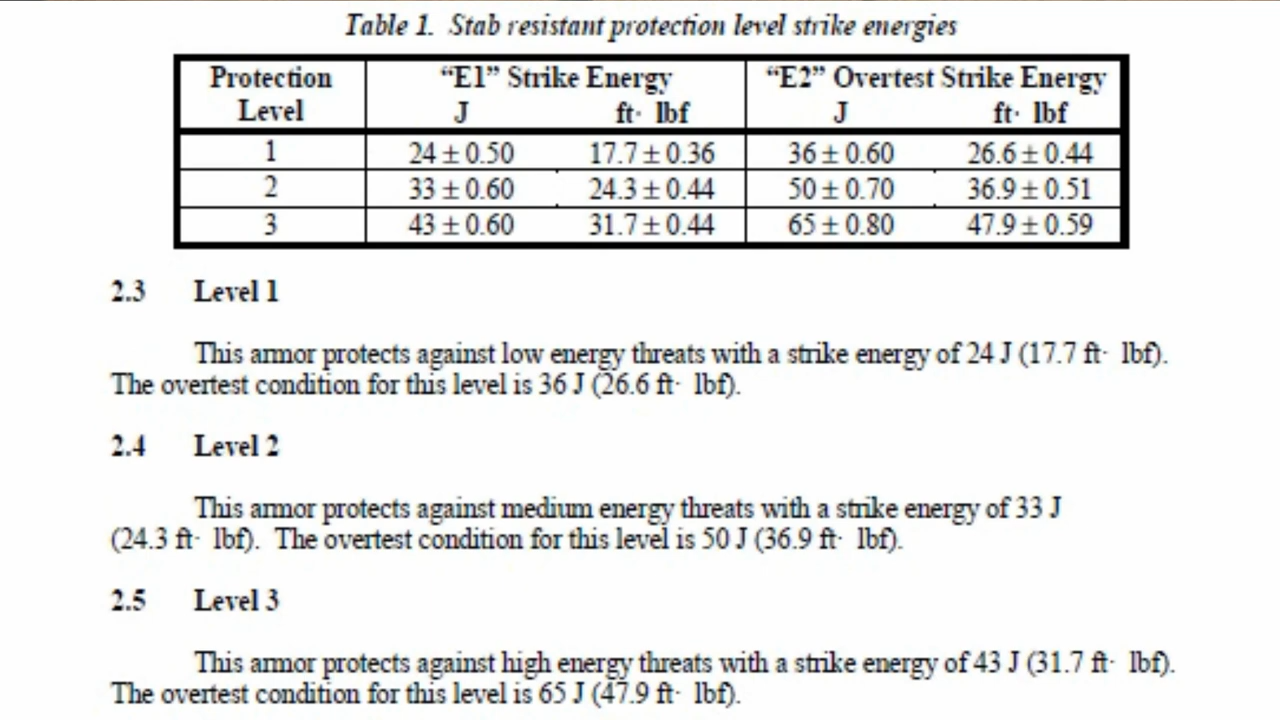 Table 1. Stab resistant protection level strike energies
Protection Level "E1" Strike Energy "E2" Overtest Strike Energy
J ft· lbf J ft· lbf
1 24 ± 0.50 17.7 ± 0.36 36 ± 0.60 26.6 ± 0.44
2 33 ± 0.60 24.3 ± 0.44 50 ± 0.70 36.9 ± 0.51
3 43 ± 0.60 31.7 ± 0.44 65 ± 0.80 47.9 ± 0.59
2.3 Level 1
This armor protects against low energy threats with a strike energy of 24 J (17.7 ft· lbf).
The overtest condition for this level is 36 J (26.6 ft· lbf).
2.4 Level 2
This armor protects against medium energy threats with a strike energy of 33 J
(24.3 ft· lbf). The overtest condition for this level is 50 J (36.9 ft· lbf).
2.5 Level 3
This armor protects against high energy threats with a strike energy of 43 J (31.7 ft· lbf).
The overtest condition for this level is 65 J (47.9 ft· lbf).